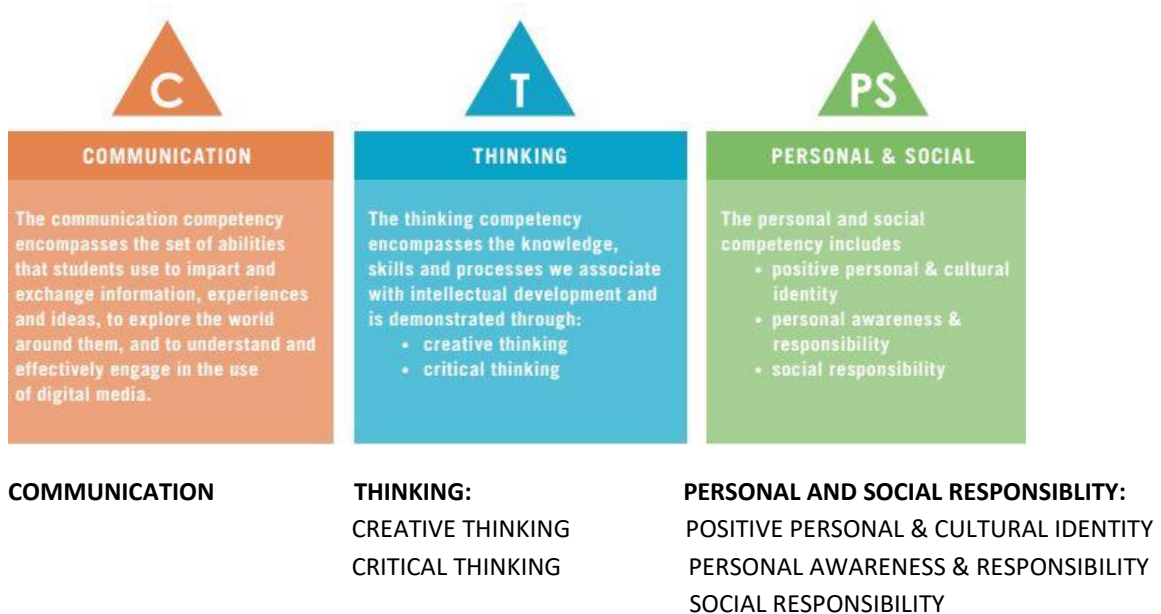 C
COMMUNICATION
The communication competency
encompasses the set of abilities
that students use to impart and
exchange information, experiences
and ideas, to explore the world
around them, and to understand and
effectively engage in the use
of digital media.
T
THINKING
The thinking competency
encompasses the knowledge,
skills and processes we associate
with intellectual development and
is demonstrated through:
• creative thinking
• critical thinking
PS
PERSONAL & SOCIAL
The personal and social
competency includes
• positive personal & cultural
identity
• personal awareness &
responsibility
• social responsibility
COMMUNICATION
THINKING:
CREATIVE THINKING
CRITICAL THINKING
PERSONAL AND SOCIAL RESPONSIBLITY:
POSITIVE PERSONAL & CULTURAL IDENTITY
PERSONAL AWARENESS & RESPONSIBILITY
SOCIAL RESPONSIBILITY